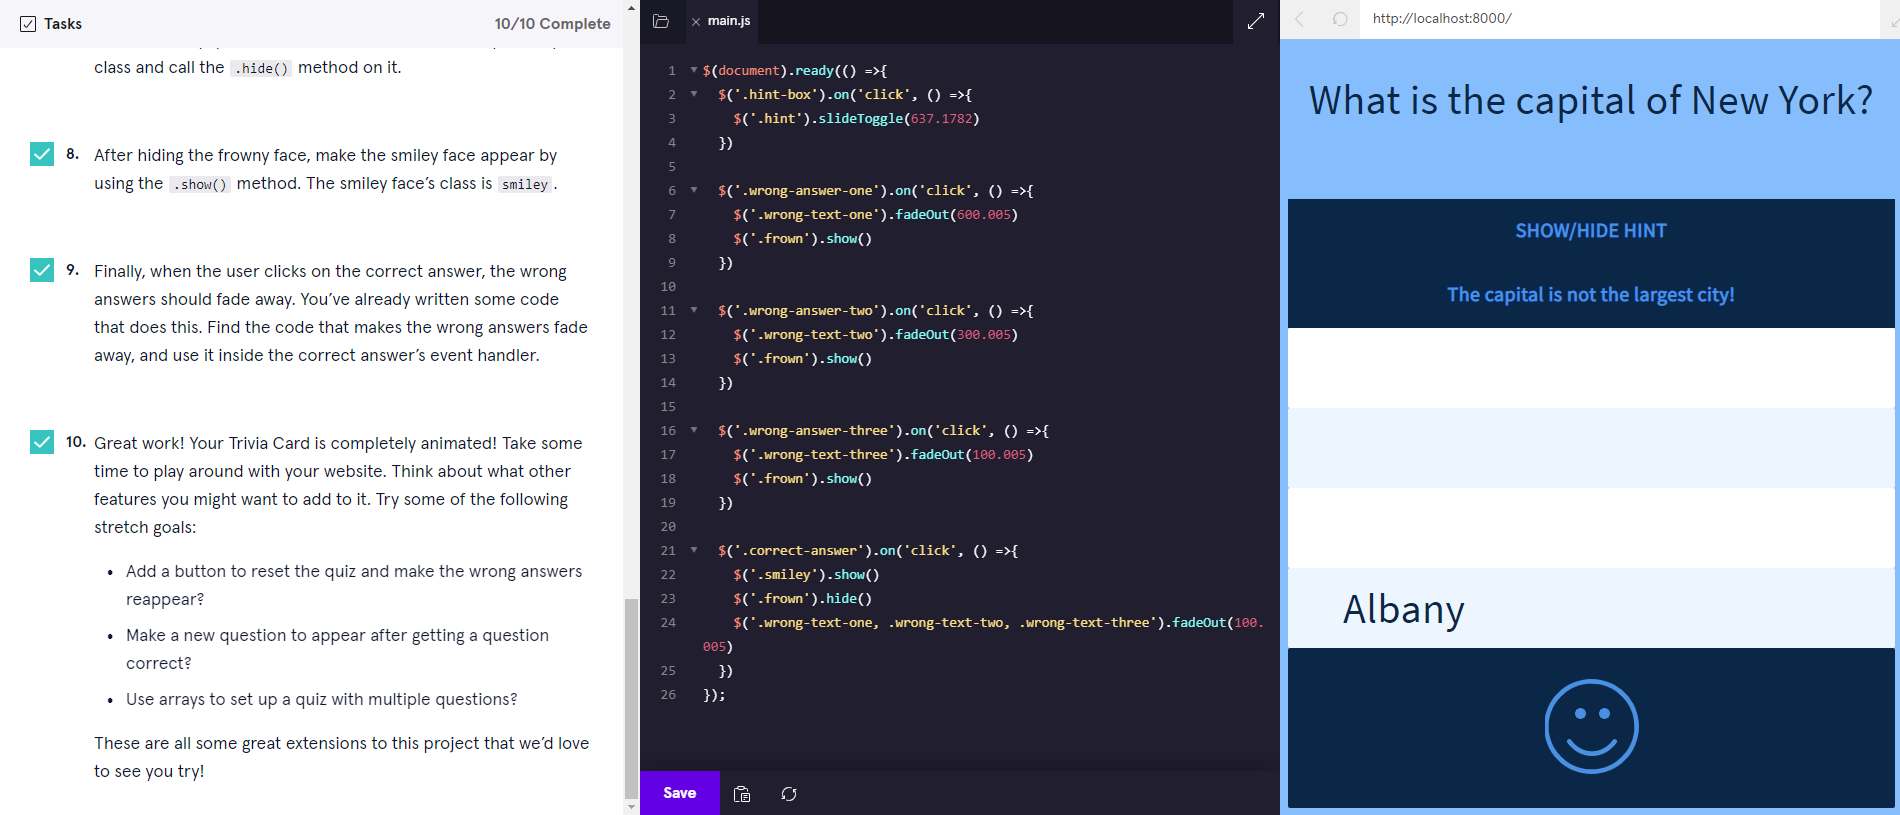 Tasks
10/10 Complete
class and call the .hide() method on it.
8. After hiding the frowny face, make the smiley face appear by
using the .show() method. The smiley face’s class is smiley.
9. Finally, when the user clicks on the correct answer, the wrong
answers should fade away. You’ve already written some code
that does this. Find the code that makes the wrong answers fade
away, and use it inside the correct answer’s event handler.
10. Great work! Your Trivia Card is completely animated! Take some
time to play around with your website. Think about what other
features you might want to add to it. Try some of the following
stretch goals:
• Add a button to reset the quiz and make the wrong answers
reappear?
• Make a new question to appear after getting a question
correct?
• Use arrays to set up a quiz with multiple questions?
These are all some great extensions to this project that we’d love
to see you try!
main.js
1 $(document).ready(() =>{
2 $('.hint-box').on('click', () =>{
3 $('.hint').slideToggle(637.1782)
4 })
5
6 $('.wrong-answer-one').on('click', () =>{
7 $('.wrong-text-one').fadeOut(600.005)
8 $('.frown').show()
9 })
10
11 $('.wrong-answer-two').on('click', () =>{
12 $('.wrong-text-two').fadeOut(300.005)
13 $('.frown').show()
14 })
15
16 $('.wrong-answer-three').on('click', () =>{
17 $('.wrong-text-three').fadeOut(100.005)
18 $('.frown').show()
19 })
20
21 $('.correct-answer').on('click', () =>{
22 $('.smiley').show()
23 $('.frown').hide()
24 $('.wrong-text-one, .wrong-text-two, .wrong-text-three').fadeOut(100.
005)
25 })
26 });
Save
http://localhost:8000/
What is the capital of New York?
SHOW/HIDE HINT
The capital is not the largest city!
Albany